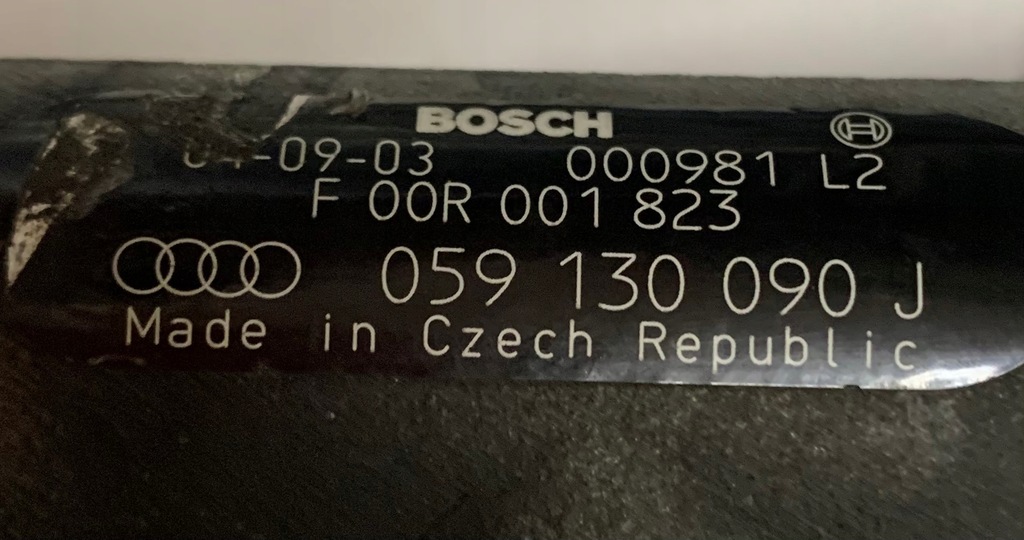 BOSCH
-09-03 000981 L2
F 00R 001 823
059 130 090 J
Made in Czech Republic